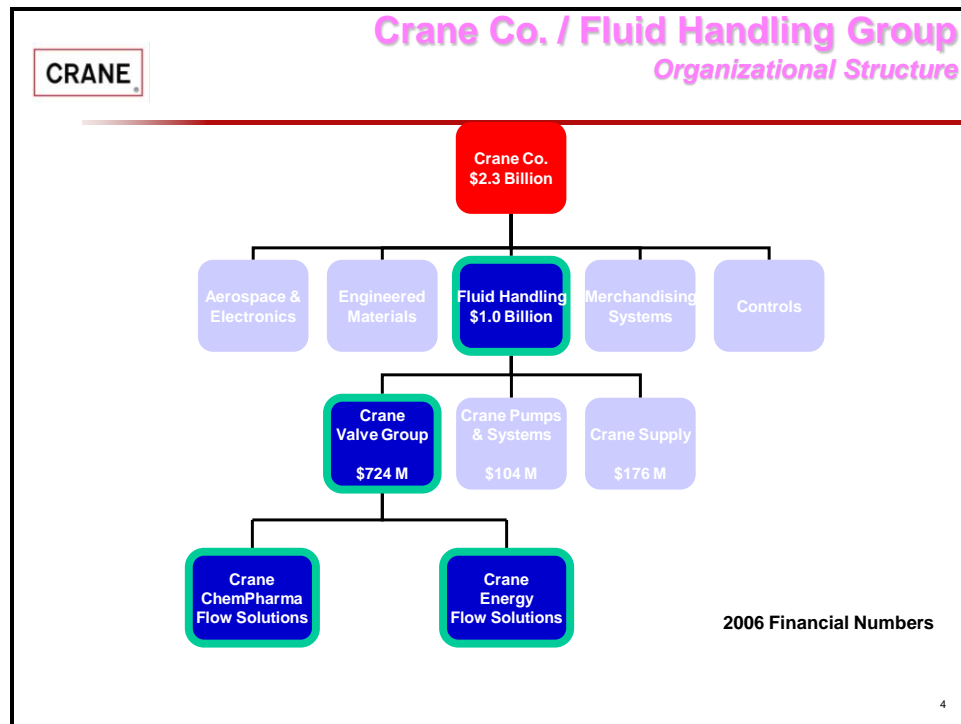 Crane Co. / Fluid Handling Group
Organizational Structure
CRANE
®
Crane Co.
$2.3 Billion
Aerospace &
Electronics
Engineered
Materials
Fluid Handling
$1.0 Billion
Merchandising
Systems
Controls
Crane
Valve Group
$724 M
Crane Pumps
& Systems
$104 M
Crane Supply
$176 M
Crane
ChemPharma
Flow Solutions
Crane
Energy
Flow Solutions
2006 Financial Numbers
4